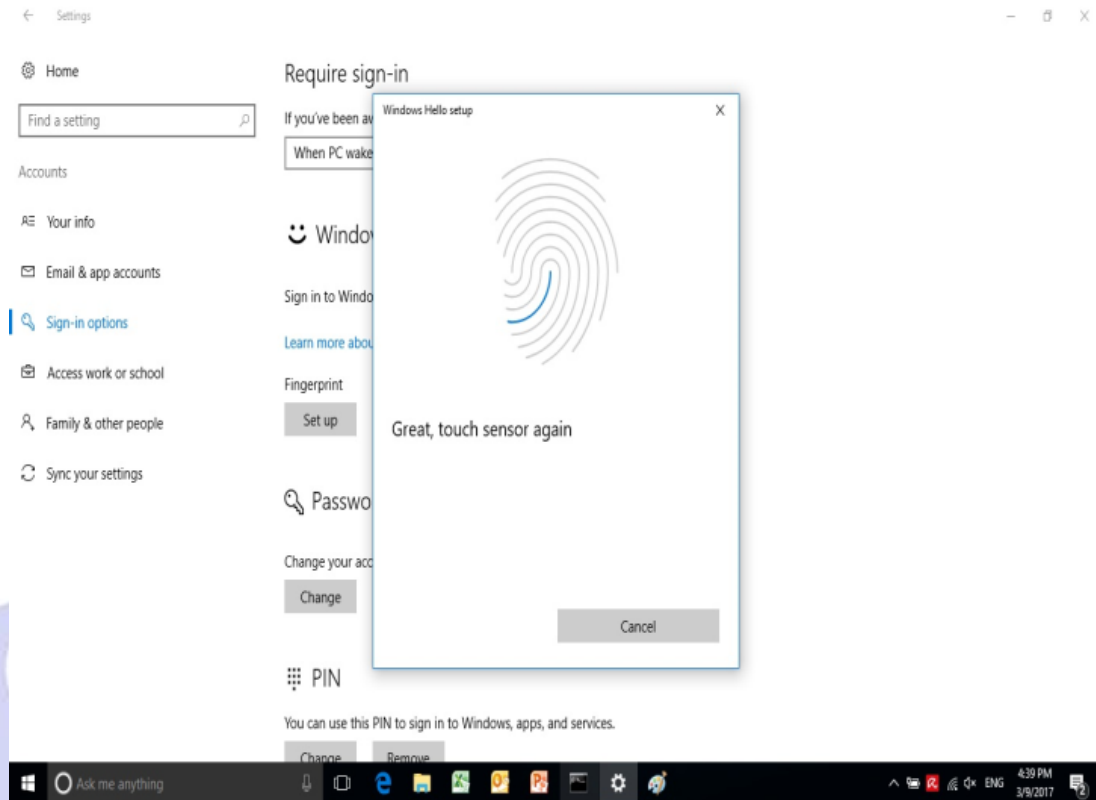 Settings
Home
Find a setting
Accounts
Your info
Email & app accounts
Sign-in options
Access work or school
Family & other people
Sync your settings
Require sign-in
If you've been aw
When PC wake
Window
Sign in to Windo
Learn more abou
Fingerprint
Set up
Passwo
Change your acc
Change
PIN
You can use this PIN to sign in to Windows, apps, and services.
Change
Remove
Windows Hello setup
Great, touch sensor again
Cancel
Ask me anything
ENG
4:39 PM
3/9/2017
2